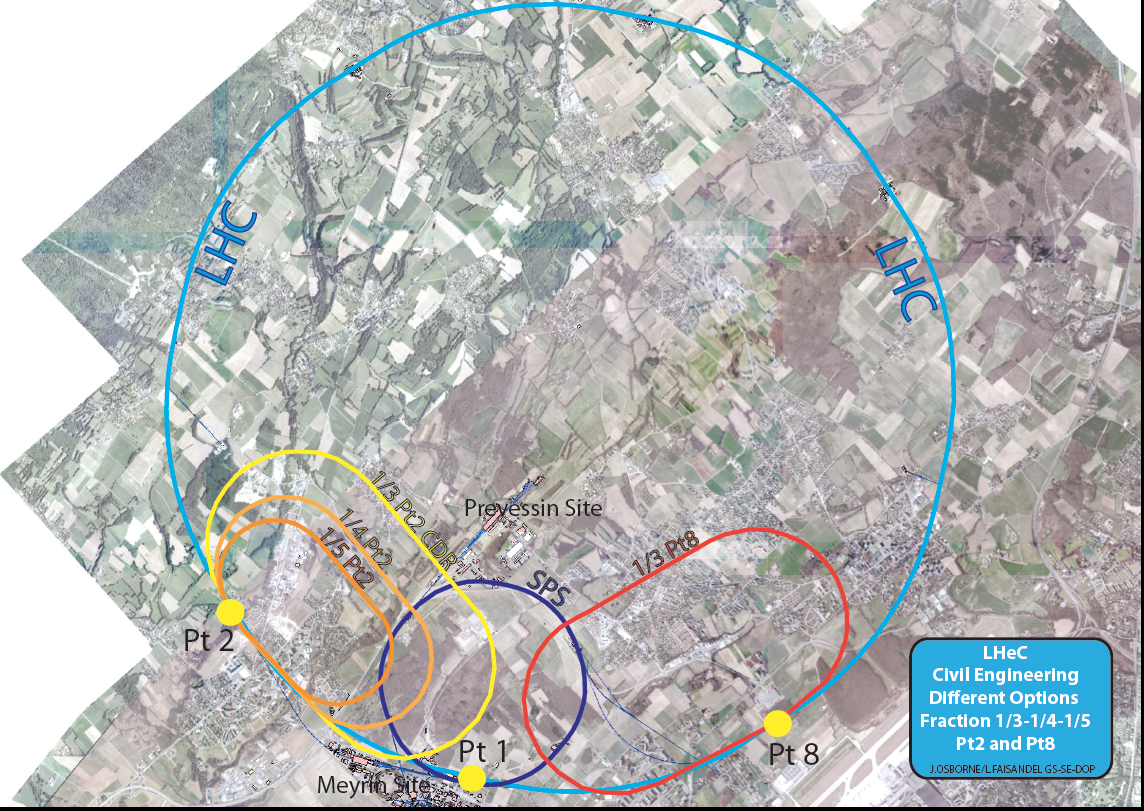 LHC
LHC
1/3 Pt2 CDR
1/4 Pt2
1/5 Pt2
Prevessin Site
SPS
1/3 Pt8
Pt 2
Pt 1
Pt 8
Meyrin Site
LHeC
Civil Engineering
Different Options
Fraction 1/3-1/4-1/5
Pt2 and Pt8
J.OSBORNE/L.FAISANDEL GS-SE-DOP